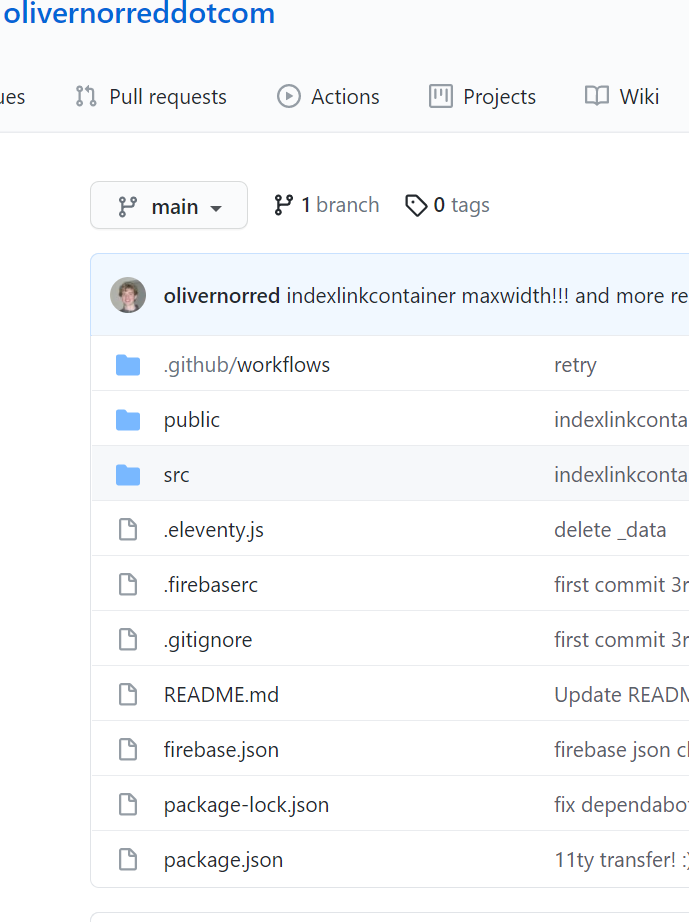 olivernorreddotcom
ues Pull requests Actions Projects Wiki
main 1 branch 0 tags
olivernorred indexlinkcontainer maxwidth!!! and more re
.github/workflows retry
public indexlinkconta
src indexlinkconta
.eleventy.js delete _data
.firebaserc first commit 3r
.gitignore first commit 3r
README.md Update READM
firebase.json firebase json cl
package-lock.json fix dependabo
package.json 11ty transfer! :)